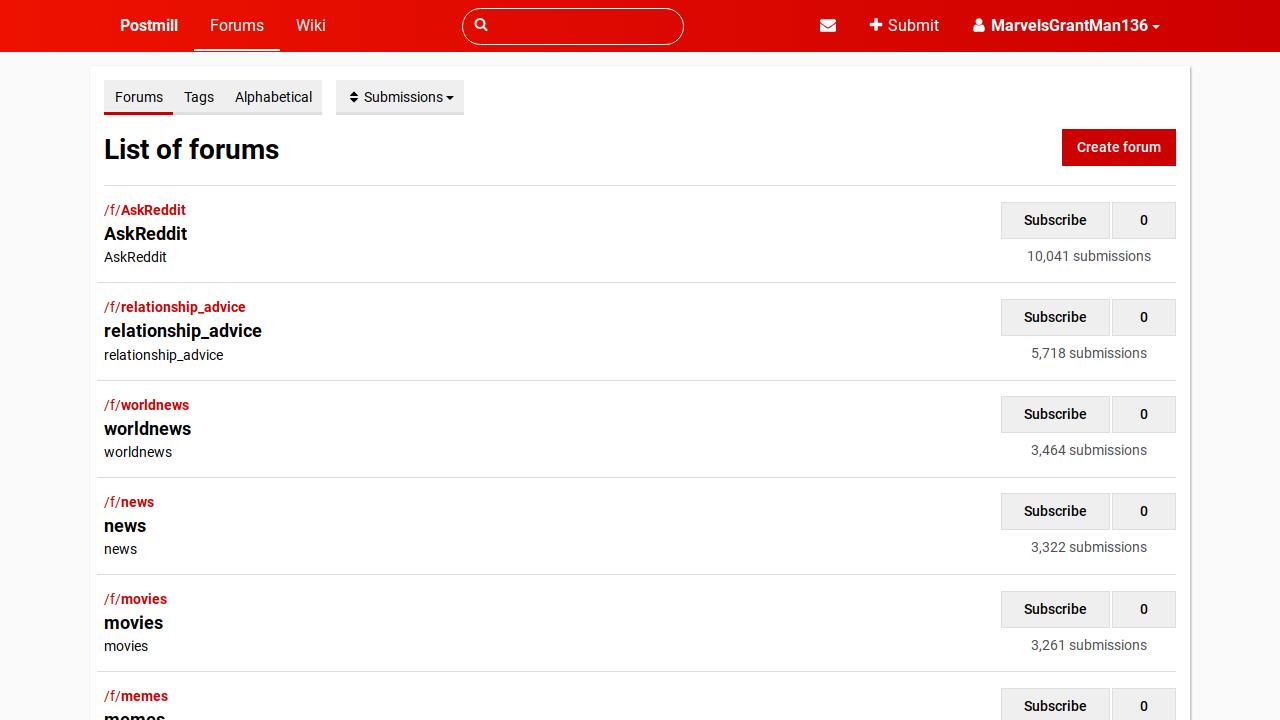 Postmill Forums Wiki Submit MarvelsGrantMan136
Forums Tags Alphabetical Submissions
List of forums Create forum
/f/AskReddit
AskReddit
AskReddit
Subscribe 0
10,041 submissions
/f/relationship_advice
relationship_advice
relationship_advice
Subscribe 0
5,718 submissions
/f/worldnews
worldnews
worldnews
Subscribe 0
3,464 submissions
/f/news
news
news
Subscribe 0
3,322 submissions
/f/movies
movies
movies
Subscribe 0
3,261 submissions
/f/memes
memes
Subscribe 0